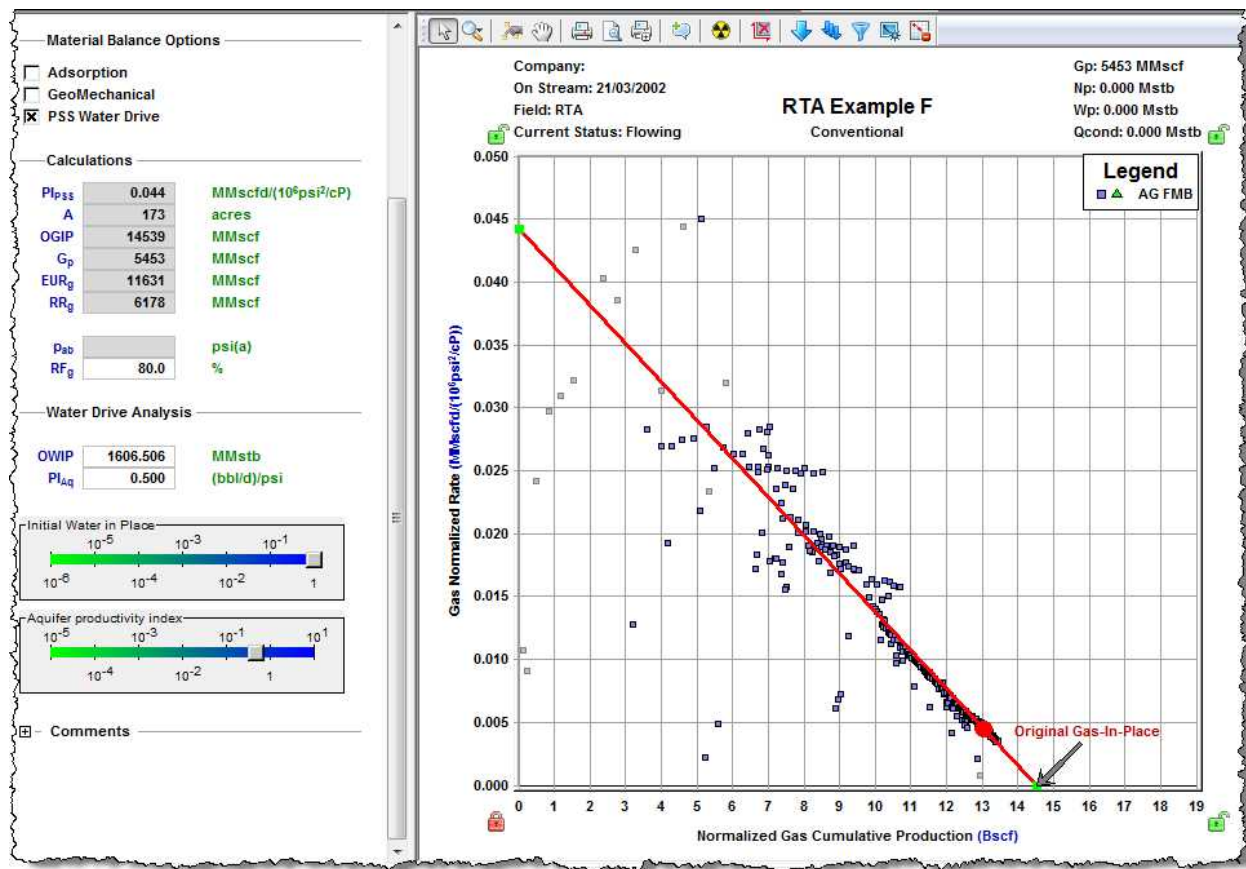 Material Balance Options
Adsorption
GeoMechanical
PSS Water Drive
Calculations
PIPSS 0.044 MMscfd/(10⁶psi²/cP)
A 173 acres
OGIP 14539 MMscf
Gp 5453 MMscf
EURg 11631 MMscf
RRg 6178 MMscf
pab psi(a)
RFg 80.0 %
Water Drive Analysis
OWIP 1606.506 MMstb
PIAq 0.500 (bbl/d)/psi
Initial Water in Place
10⁻⁵ 10⁻³ 10⁻¹
10⁻⁶ 10⁻⁴ 10⁻² 1
Aquifer productivity index
10⁻⁵ 10⁻³ 10⁻¹ 10¹
10⁻⁴ 10⁻² 1
Comments
Company:
On Stream: 21/03/2002
Field: RTA
Current Status: Flowing
RTA Example F
Conventional
Gp: 5453 MMscf
Np: 0.000 Mstb
Wp: 0.000 Mstb
Qcond: 0.000 Mstb
Legend
AG FMB
Gas Normalized Rate (MMscfd/(10⁶psi²/cP))
0.050
0.045
0.040
0.035
0.030
0.025
0.020
0.015
0.010
0.005
0.000
Original Gas-In-Place
0 1 2 3 4 5 6 7 8 9 10 11 12 13 14 15 16 17 18 19
Normalized Gas Cumulative Production (Bscf)